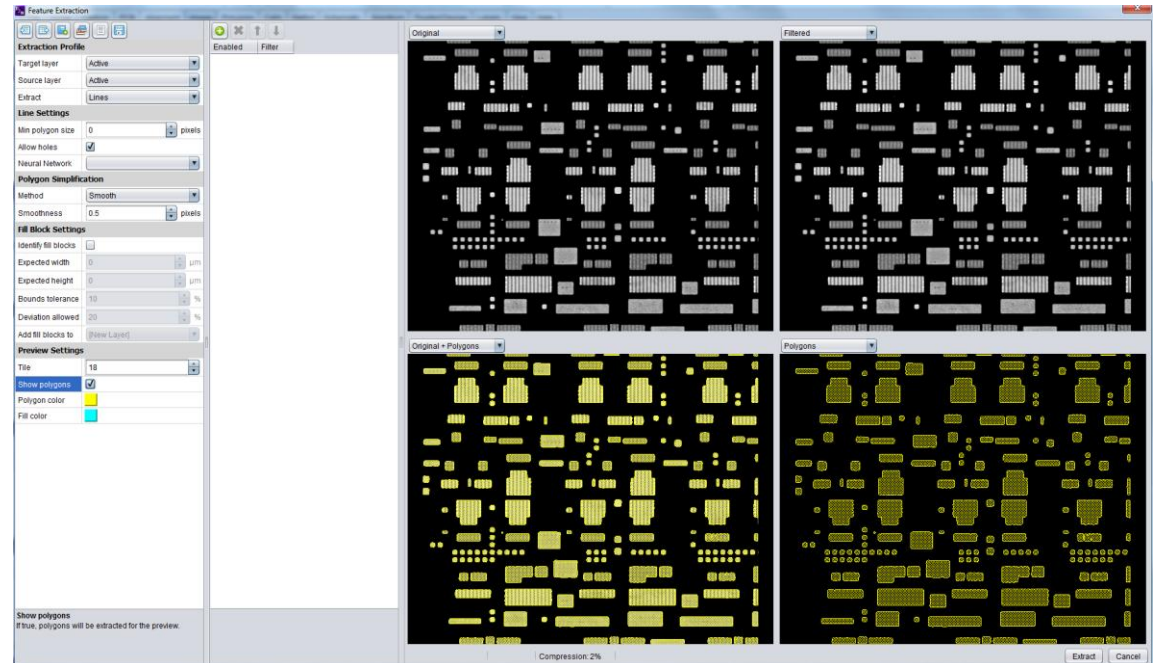 Feature Extraction
Extraction Profile
Target layer Active
Source layer Active
Extract Lines
Line Settings
Min polygon size 0 pixels
Allow holes
Neural Network
Polygon Simplification
Method Smooth
Smoothness 0.5 pixels
Fill Block Settings
Identify fill blocks
Expected width 0 µm
Expected height 0 µm
Bounds tolerance 10 %
Deviation allowed 20 %
Add fill blocks to [New Layer]
Preview Settings
Tile 18
Show polygons
Polygon color
Fill color
Show polygons
If true, polygons will be extracted for the preview.
Enabled Filter
Original
Filtered
Original + Polygons
Polygons
Compression: 2%
Extract Cancel